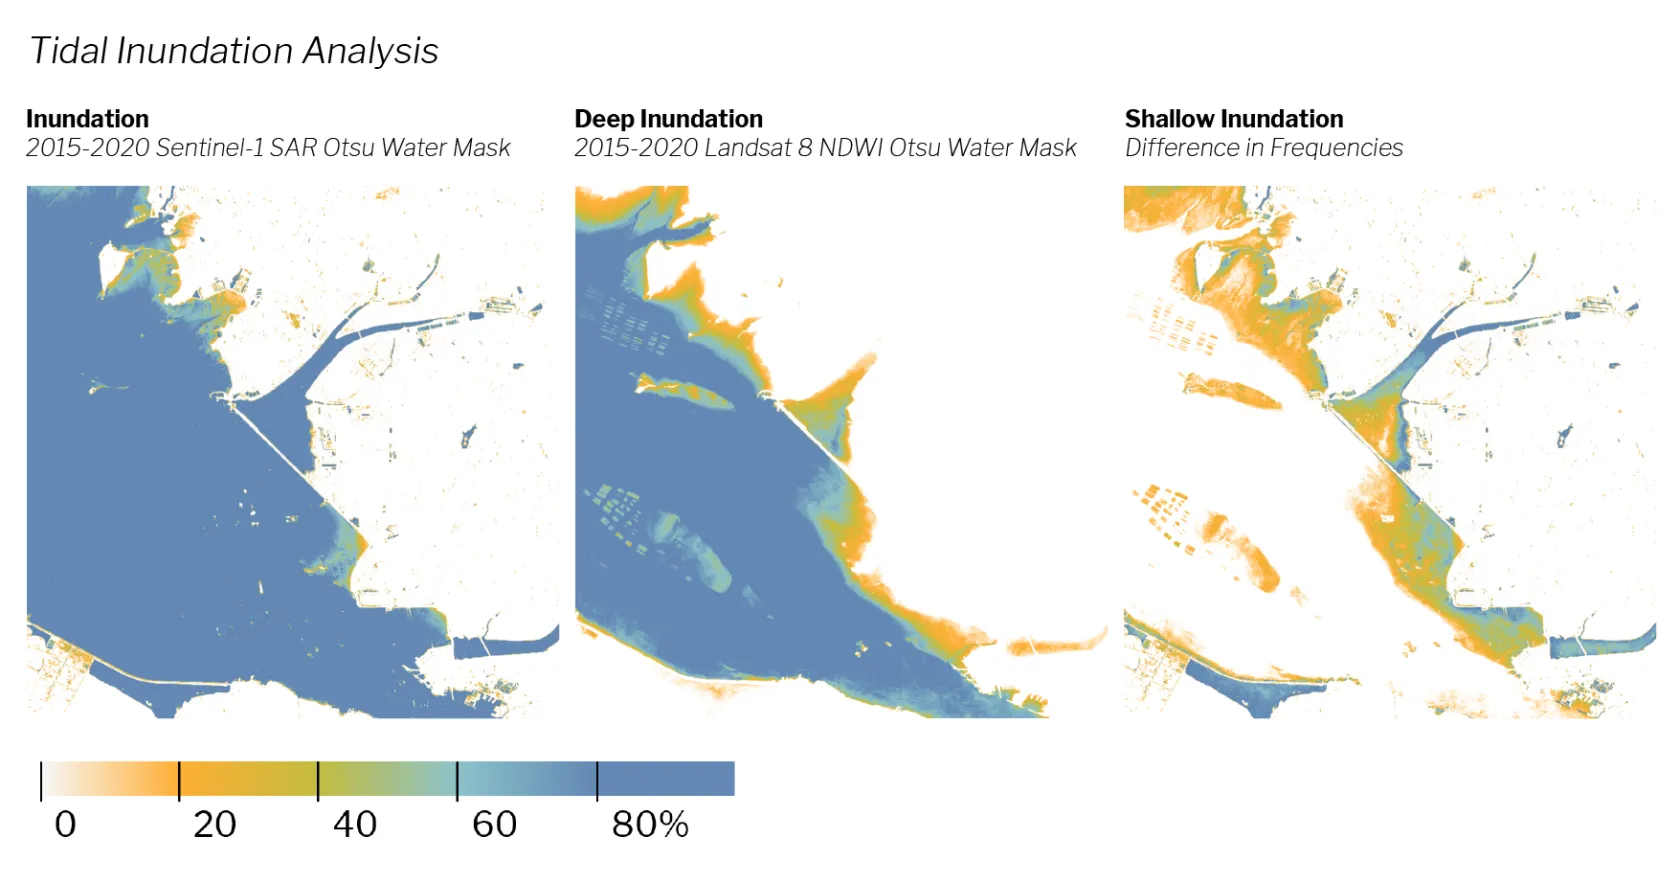 Tidal Inundation Analysis
Inundation
2015-2020 Sentinel-1 SAR Otsu Water Mask
Deep Inundation
2015-2020 Landsat 8 NDWI Otsu Water Mask
Shallow Inundation
Difference in Frequencies
0 20 40 60 80%